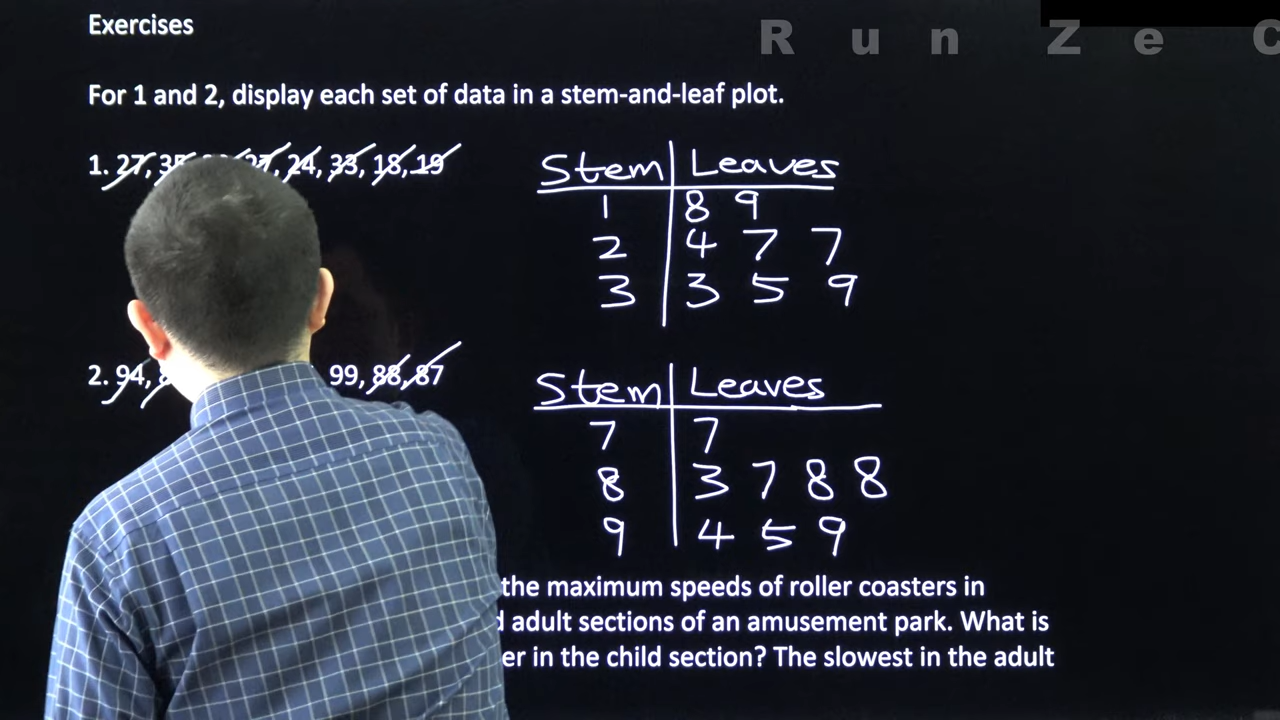 Exercises
R u n Z e C
For 1 and 2, display each set of data in a stem-and-leaf plot.
1. 27, 35, 27, 24, 33, 18, 19
Stem Leaves
1 8 9
2 4 7 7
3 3 5 9
2. 94, 99, 88, 87
Stem Leaves
7 7
8 3 7 8 8
9 4 5 9
the maximum speeds of roller coasters in
adult sections of an amusement park. What is
in the child section? The slowest in the adult